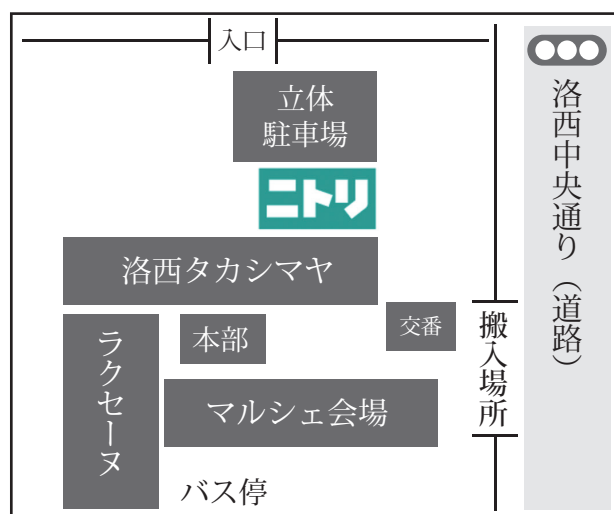 入口
立体
駐車場
ニトリ
洛西タカシマヤ
本部
交番
ラクセーヌ
マルシェ会場
バス停
搬入場所
洛西中央通り（道路）